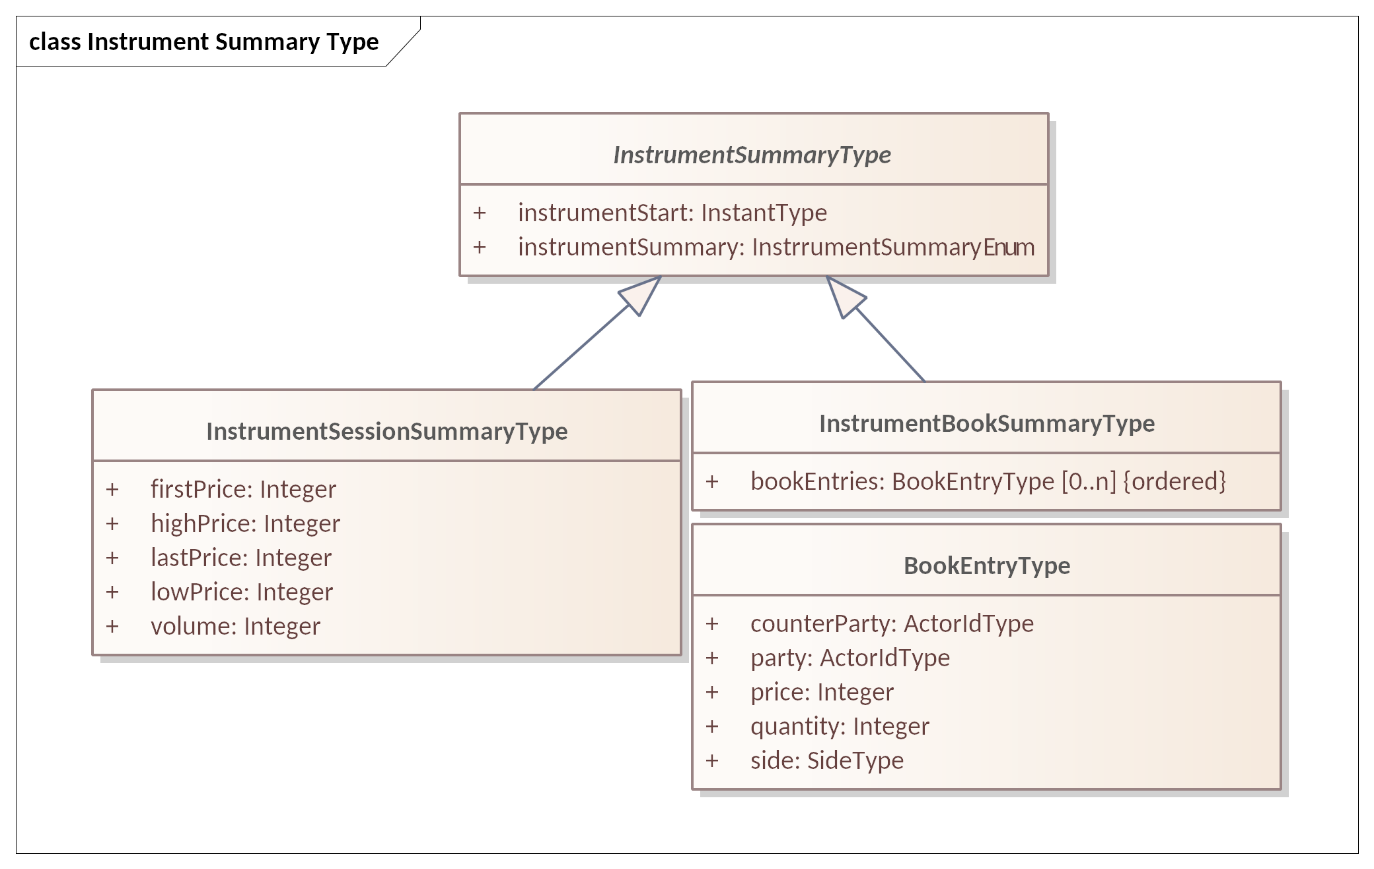 class Instrument Summary Type
InstrumentSummaryType
+ instrumentStart: InstantType
+ instrumentSummary: InstrrumentSummaryEnum
InstrumentSessionSummaryType
+ firstPrice: Integer
+ highPrice: Integer
+ lastPrice: Integer
+ lowPrice: Integer
+ volume: Integer
InstrumentBookSummaryType
+ bookEntries: BookEntryType [0..n] {ordered}
BookEntryType
+ counterParty: ActorIdType
+ party: ActorIdType
+ price: Integer
+ quantity: Integer
+ side: SideType